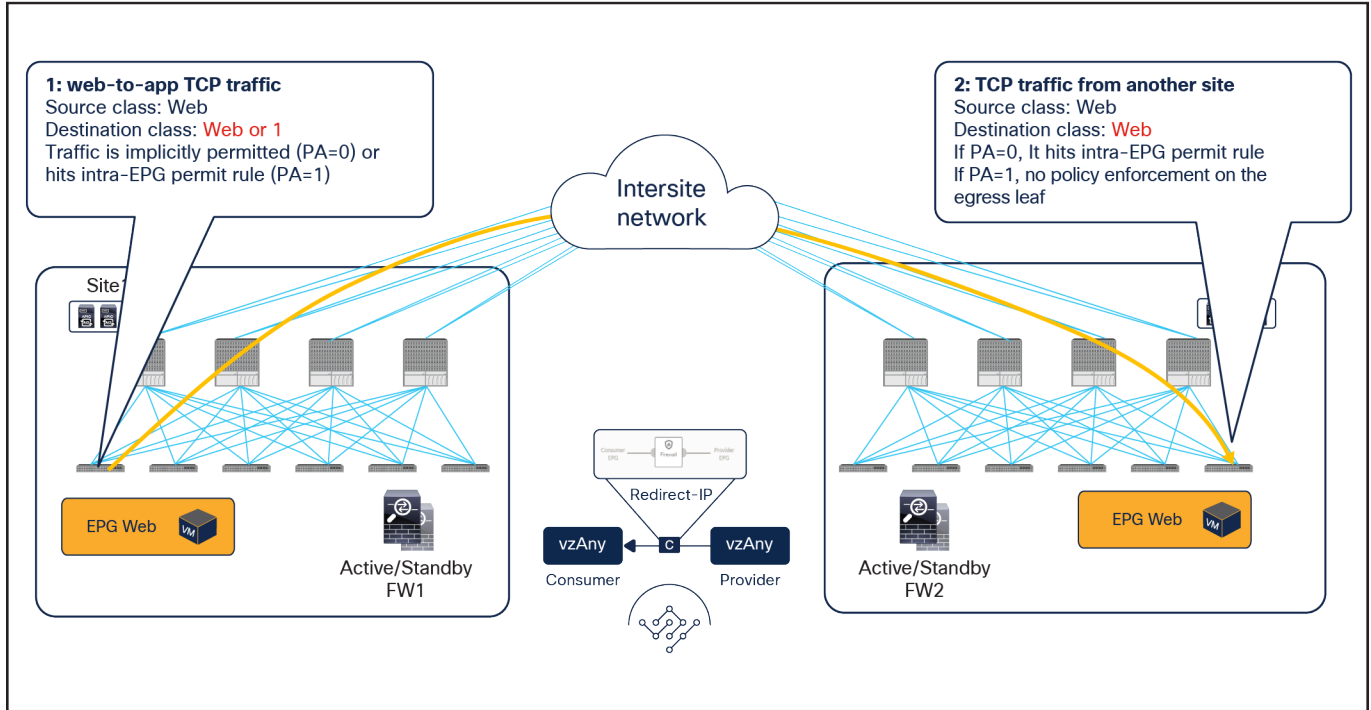 1: web-to-app TCP traffic
Source class: Web
Destination class: Web or 1
Traffic is implicitly permitted (PA=0) or
hits intra-EPG permit rule (PA=1)
2: TCP traffic from another site
Source class: Web
Destination class: Web
If PA=0, It hits intra-EPG permit rule
If PA=1, no policy enforcement on the
egress leaf
Intersite
network
Site
Consumer
EPG
Firewall
Provider
EPG
Redirect-IP
EPG Web
VM
Active/Standby
FW1
vzAny
C
vzAny
Consumer
Provider
Active/Standby
FW2
EPG Web
VM